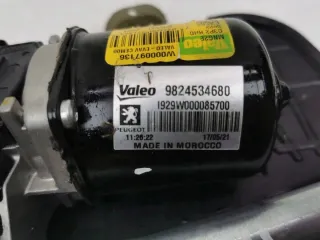 Valeo
W000097136
Valeo 9824534680
I929W000085700
PEUGEOT
11:26:22 17/05/21
MADE IN MOROCCO